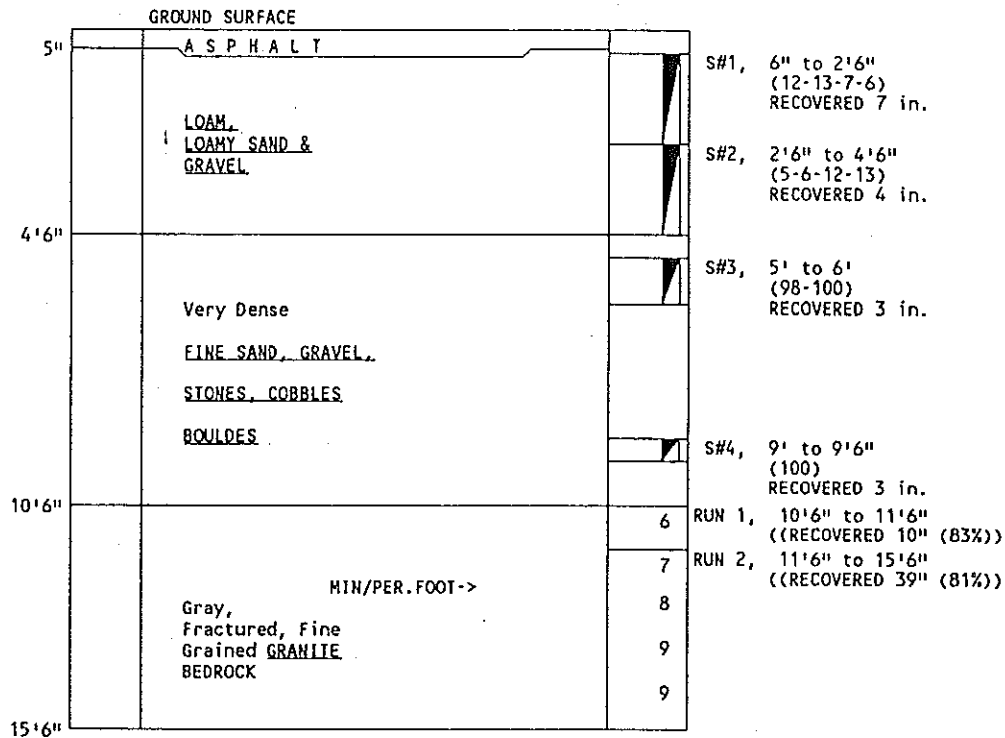 GROUND SURFACE
5"
ASPHALT
S#1, 6" to 2'6"
(12-13-7-6)
RECOVERED 7 in.
LOAM,
LOAMY SAND &
GRAVEL
S#2, 2'6" to 4'6"
(5-6-12-13)
RECOVERED 4 in.
4'6"
S#3, 5' to 6'
(98-100)
RECOVERED 3 in.
Very Dense
FINE SAND, GRAVEL,
STONES, COBBLES
BOULDES
S#4, 9' to 9'6"
(100)
RECOVERED 3 in.
10'6"
6 RUN 1, 10'6" to 11'6"
((RECOVERED 10" (83%))
7 RUN 2, 11'6" to 15'6"
((RECOVERED 39" (81%))
MIN/PER.FOOT->
8
Gray,
Fractured, Fine
Grained GRANITE
BEDROCK
9
9
15'6"